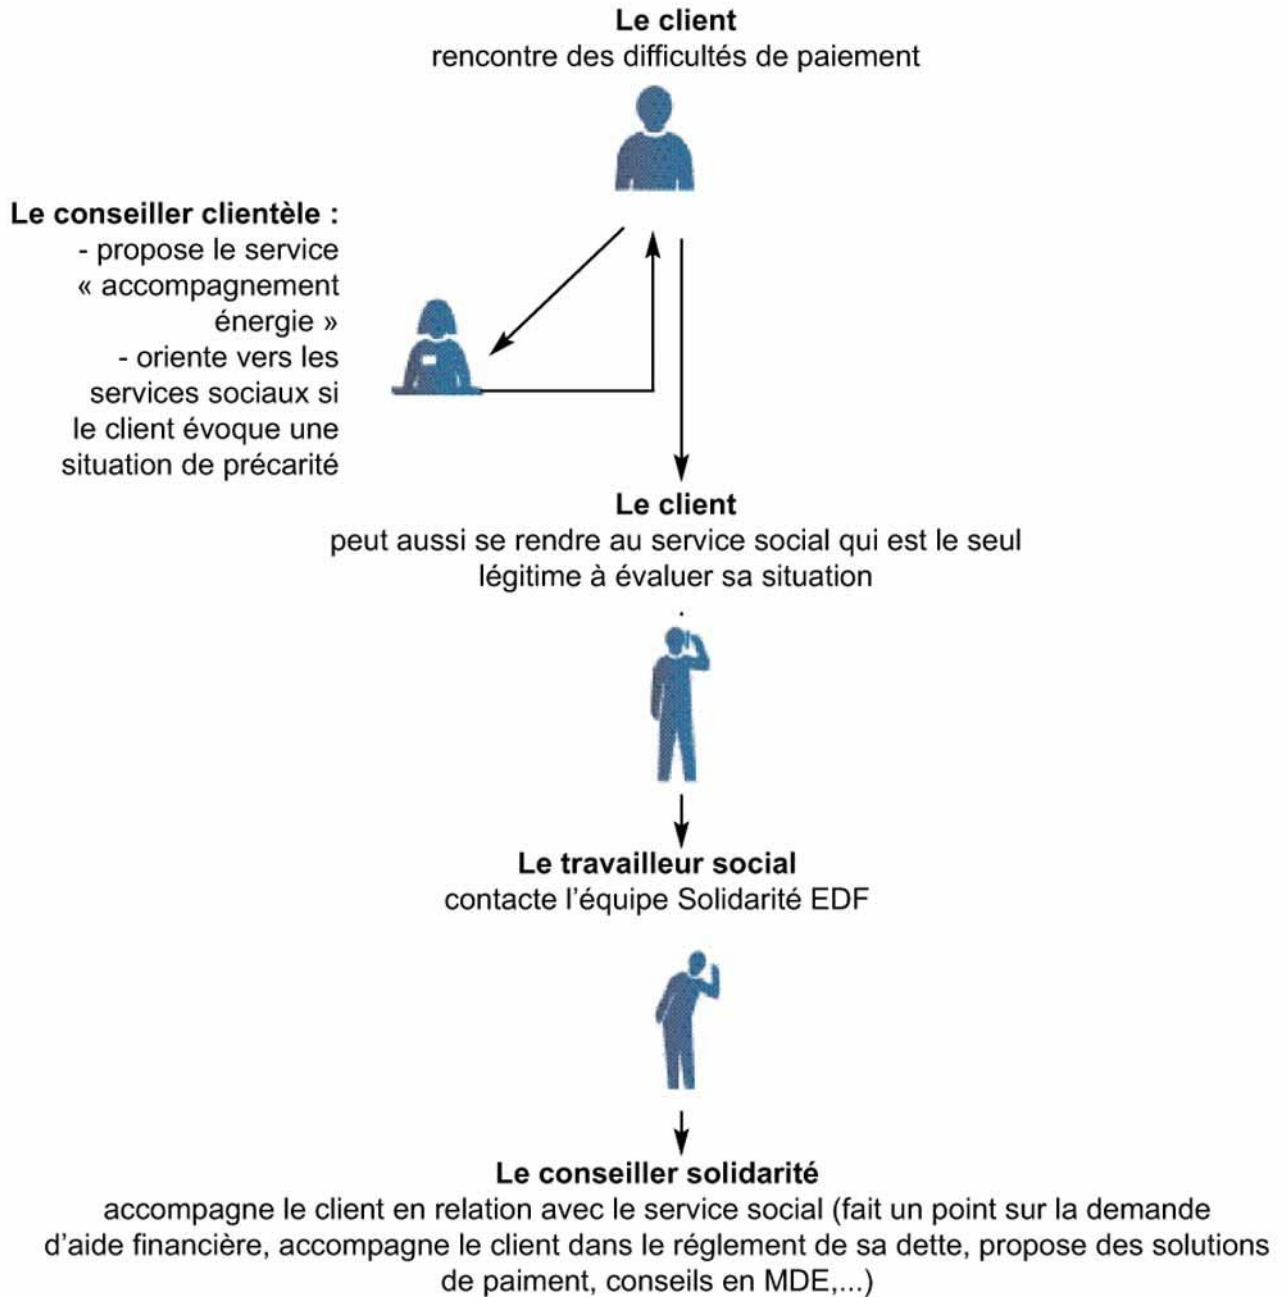 Le client
rencontre des difficultés de paiement
Le conseiller clientèle :
- propose le service
« accompagnement
énergie »
- oriente vers les
services sociaux si
le client évoque une
situation de précarité
Le client
peut aussi se rendre au service social qui est le seul
légitime à évaluer sa situation
.
Le travailleur social
contacte l'équipe Solidarité EDF
Le conseiller solidarité
accompagne le client en relation avec le service social (fait un point sur la demande
d'aide financière, accompagne le client dans le réglement de sa dette, propose des solutions
de paiment, conseils en MDE,...)